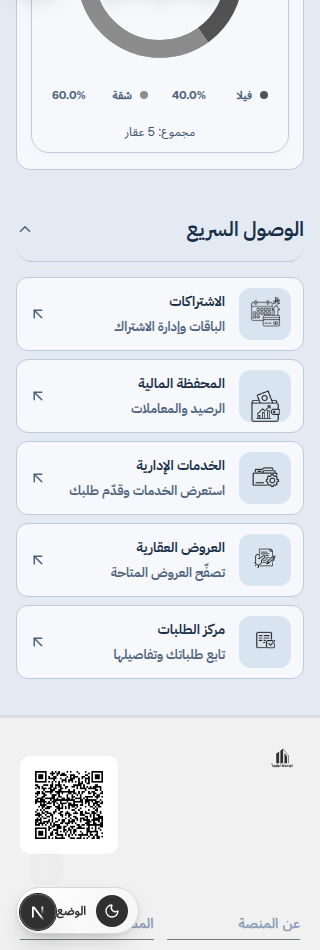 فيلا 40.0% شقة 60.0%
مجموع: 5 عقار
الوصول السريع
الاشتراكات
الباقات وإدارة الاشتراك
المحفظة المالية
الرصيد والمعاملات
الخدمات الإدارية
استعرض الخدمات وقدّم طلبك
العروض العقارية
تصفّح العروض المتاحة
مركز الطلبات
تابع طلباتك وتفاصيلها
عن المنصة
الوضع
N